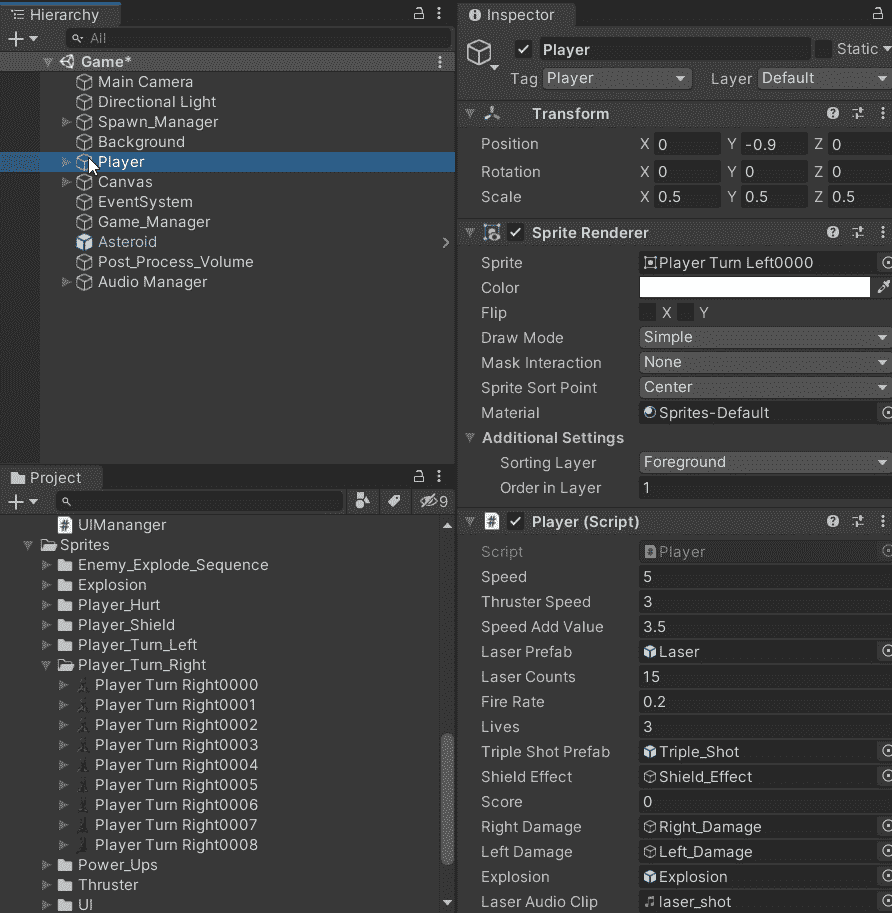 Hierarchy
All
Game*
Main Camera
Directional Light
Spawn_Manager
Background
Player
Canvas
EventSystem
Game_Manager
Asteroid
Post_Process_Volume
Audio Manager
Project
9
# UIMananger
Sprites
Enemy_Explode_Sequence
Explosion
Player_Hurt
Player_Shield
Player_Turn_Left
Player_Turn_Right
Player Turn Right0000
Player Turn Right0001
Player Turn Right0002
Player Turn Right0003
Player Turn Right0004
Player Turn Right0005
Player Turn Right0006
Player Turn Right0007
Player Turn Right0008
Power_Ups
Thruster
UI
Inspector
Player Static
Tag Player Layer Default
Transform
Position X 0 Y -0.9 Z 0
Rotation X 0 Y 0 Z 0
Scale X 0.5 Y 0.5 Z 0.5
Sprite Renderer
Sprite Player Turn Left0000
Color
Flip X Y
Draw Mode Simple
Mask Interaction None
Sprite Sort Point Center
Material Sprites-Default
Additional Settings
Sorting Layer Foreground
Order in Layer 1
# Player (Script)
Script # Player
Speed 5
Thruster Speed 3
Speed Add Value 3.5
Laser Prefab Laser
Laser Counts 15
Fire Rate 0.2
Lives 3
Triple Shot Prefab Triple_Shot
Shield Effect Shield_Effect
Score 0
Right Damage Right_Damage
Left Damage Left_Damage
Explosion Explosion
Laser Audio Clip laser_shot